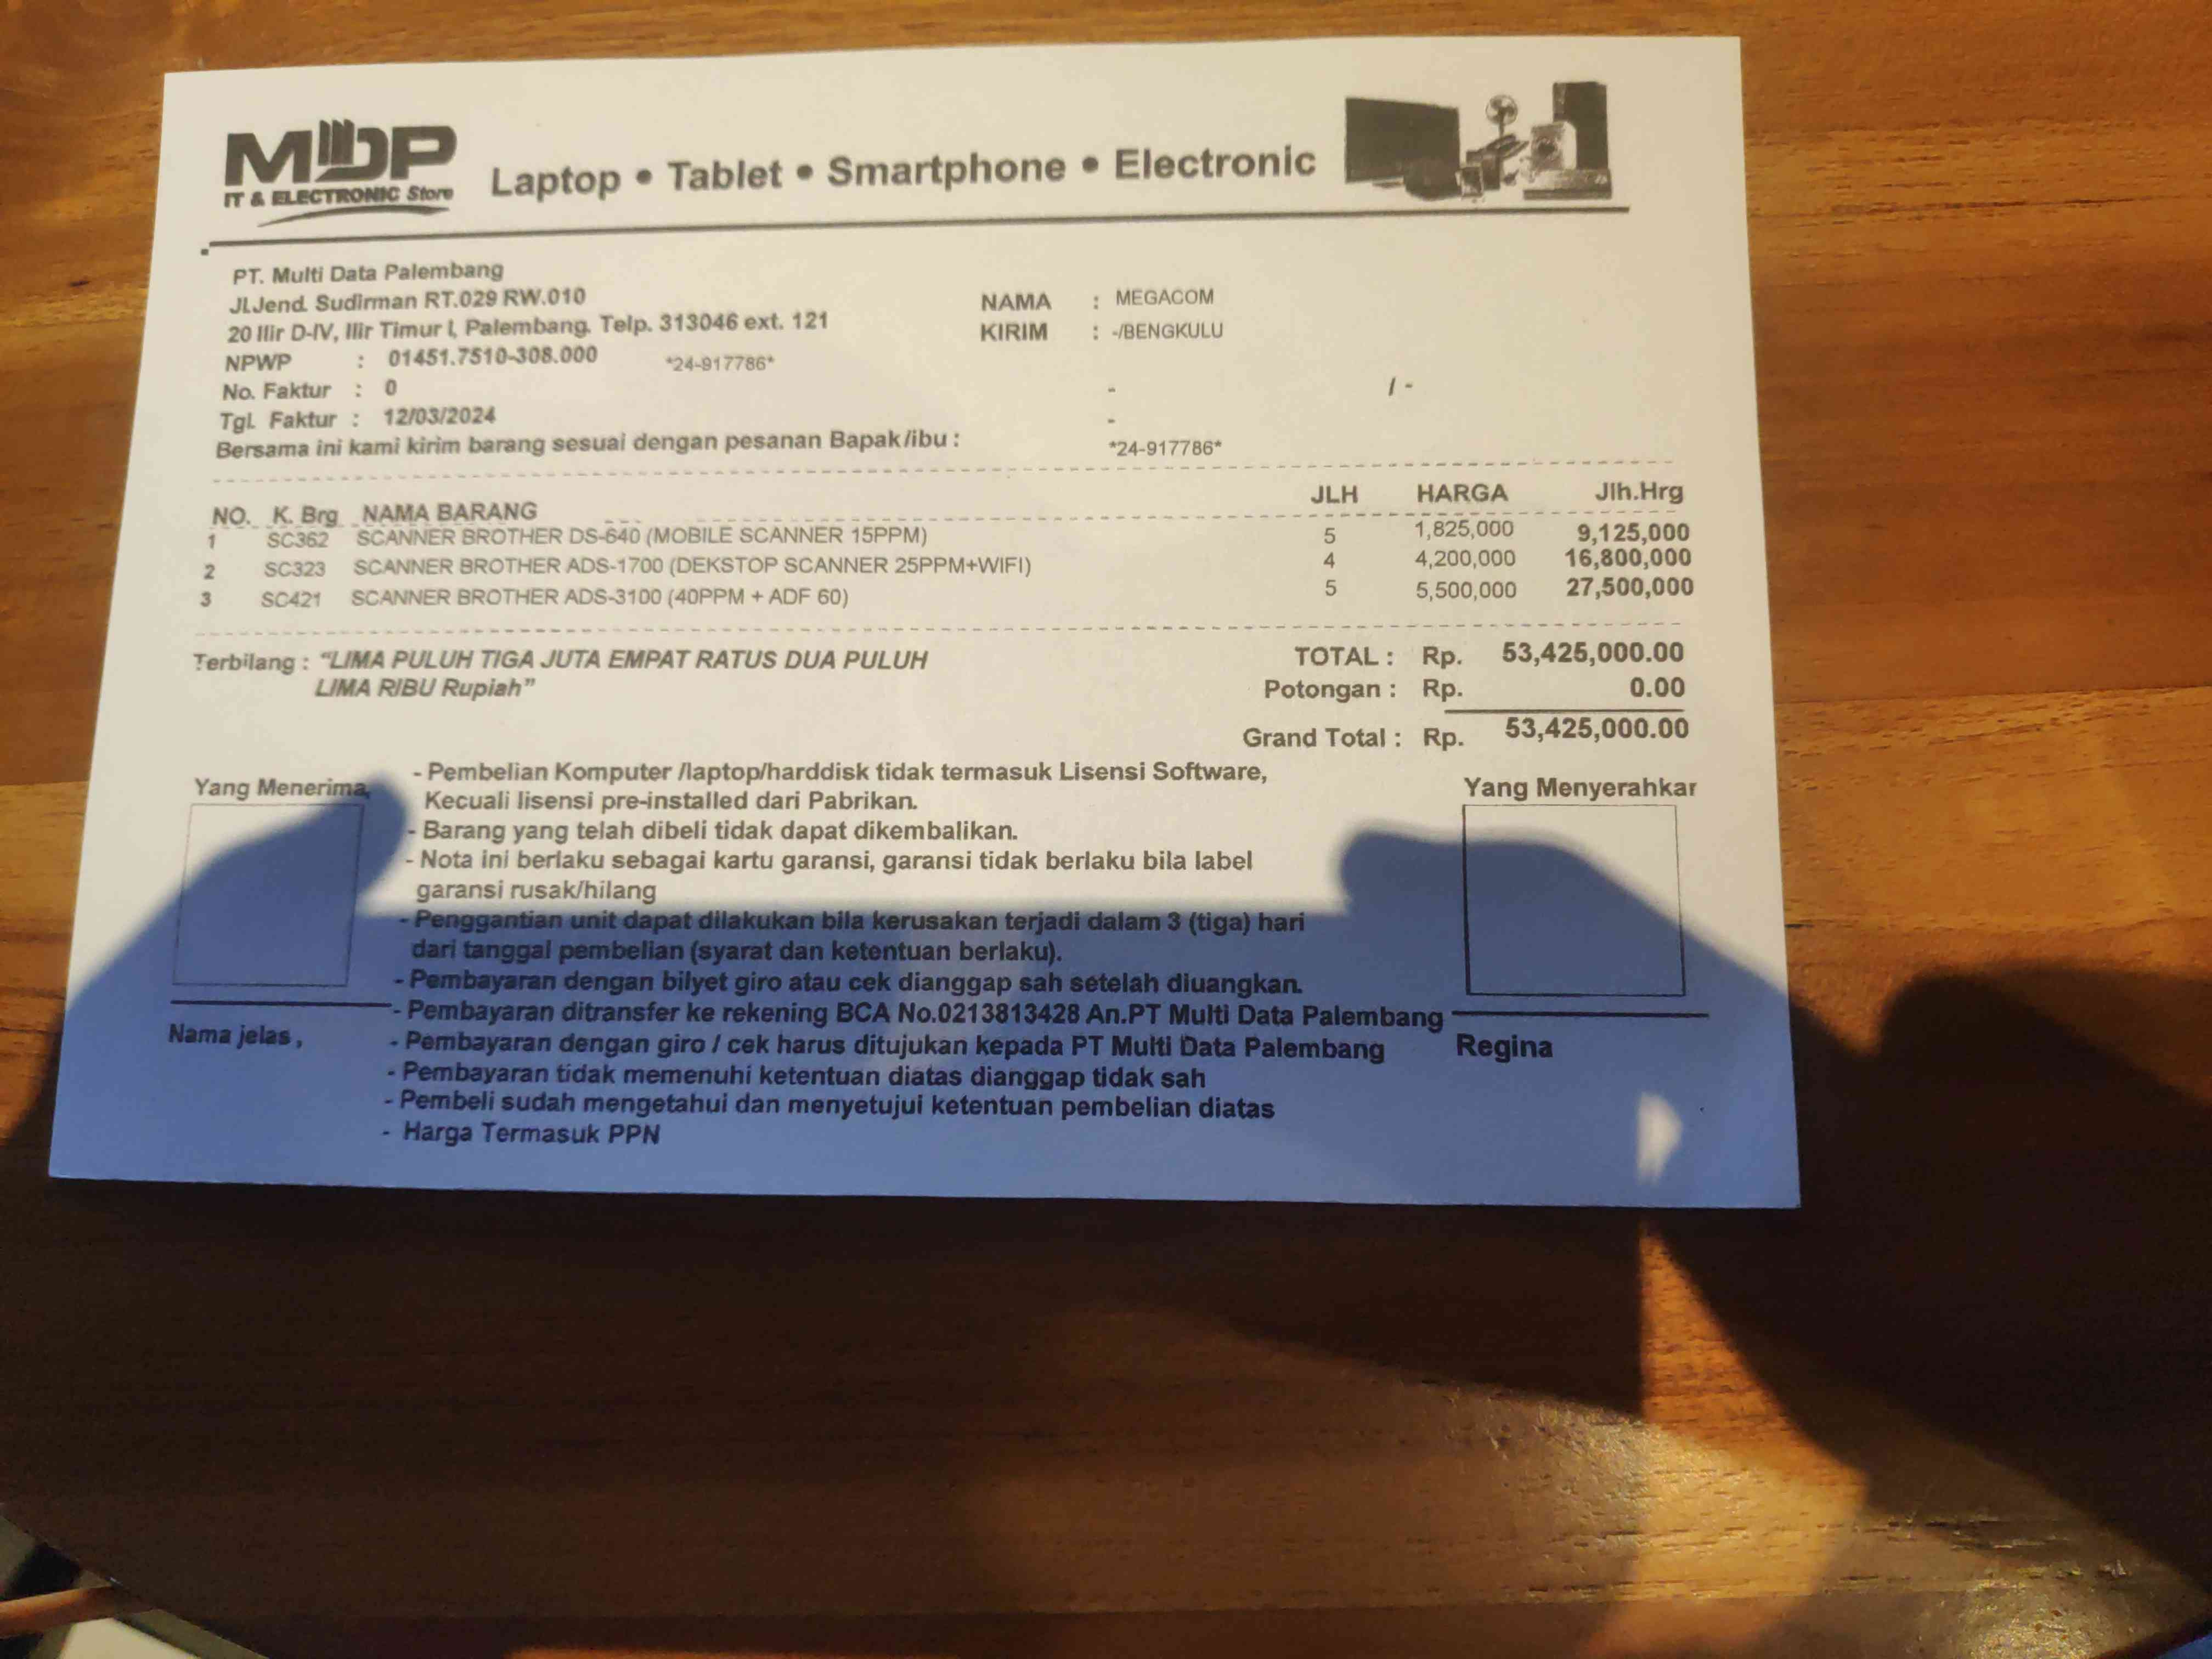 MDP
IT & ELECTRONIC Store
Laptop • Tablet • Smartphone • Electronic
PT. Multi Data Palembang
Jl.Jend. Sudirman RT.029 RW.010
20 Ilir D-IV, Ilir Timur I, Palembang. Telp. 313046 ext. 121
NPWP : 01451.7510-308.000 *24-917786*
No. Faktur : 0
Tgl. Faktur : 12/03/2024
Bersama ini kami kirim barang sesuai dengan pesanan Bapak/ibu :
NAMA : MEGACOM
KIRIM : -/BENGKULU
- / -
-
*24-917786*
NO. K. Brg NAMA BARANG JLH HARGA Jlh.Hrg
1 SC362 SCANNER BROTHER DS-640 (MOBILE SCANNER 15PPM) 5 1,825,000 9,125,000
2 SC323 SCANNER BROTHER ADS-1700 (DEKSTOP SCANNER 25PPM+WIFI) 4 4,200,000 16,800,000
3 SC421 SCANNER BROTHER ADS-3100 (40PPM + ADF 60) 5 5,500,000 27,500,000
Terbilang : “LIMA PULUH TIGA JUTA EMPAT RATUS DUA PULUH
LIMA RIBU Rupiah”
TOTAL : Rp. 53,425,000.00
Potongan : Rp. 0.00
Grand Total : Rp. 53,425,000.00
Yang Menerima,
- Pembelian Komputer /laptop/harddisk tidak termasuk Lisensi Software,
Kecuali lisensi pre-installed dari Pabrikan.
- Barang yang telah dibeli tidak dapat dikembalikan.
- Nota ini berlaku sebagai kartu garansi, garansi tidak berlaku bila label
garansi rusak/hilang
- Penggantian unit dapat dilakukan bila kerusakan terjadi dalam 3 (tiga) hari
dari tanggal pembelian (syarat dan ketentuan berlaku).
- Pembayaran dengan bilyet giro atau cek dianggap sah setelah diuangkan.
- Pembayaran ditransfer ke rekening BCA No.0213813428 An.PT Multi Data Palembang
- Pembayaran dengan giro / cek harus ditujukan kepada PT Multi Data Palembang
- Pembayaran tidak memenuhi ketentuan diatas dianggap tidak sah
- Pembeli sudah mengetahui dan menyetujui ketentuan pembelian diatas
- Harga Termasuk PPN
Nama jelas ,
Yang Menyerahkar
Regina